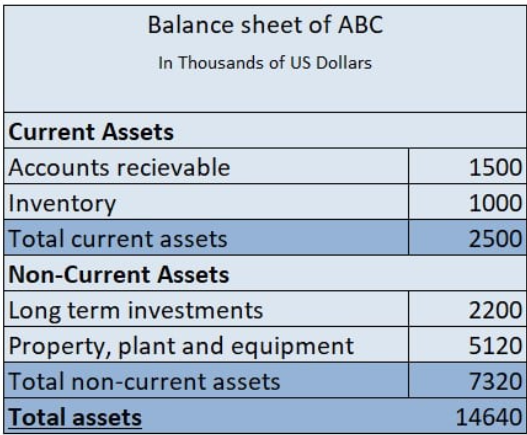 Balance sheet of ABC
In Thousands of US Dollars
Current Assets
Accounts recievable 1500
Inventory 1000
Total current assets 2500
Non-Current Assets
Long term investments 2200
Property, plant and equipment 5120
Total non-current assets 7320
Total assets 14640